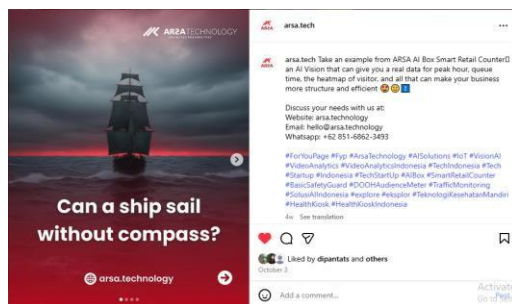 ARSA TECHNOLOGY
Can a ship sail
without compass?
arsa.technology
arsa.tech
arsa.tech Take an example from ARSA AI Box Smart Retail Counter
an AI Vision that can give you a real data for peak hour, queue
time, the heatmap of visitor, and all that can make your business
more structure and efficient
Discuss your needs with us at:
Website: arsa.technology
Email: hello@arsa.technology
Whatsapp: +62 851-6862-3493
#ForYouPage #Fyp #ArsaTechnology #AISolutions #IoT #VisionAI
#VideoAnalytics #VideoAnalyticsIndonesia #TechIndonesia #Tech
#Startup #Indonesia #TechStartUp #AIBox #SmartRetailCounter
#BasicSafetyGuard #DOOHAudienceMeter #TrafficMonitoring
#SolusiAIIndonesia #explore #eksplor #TeknologiKesehatanMandiri
#HealthKiosk #HealthKioskIndonesia
4w See translation
Liked by dipantats and others
October 3
Add a comment...
Post
Activate
Go to Se